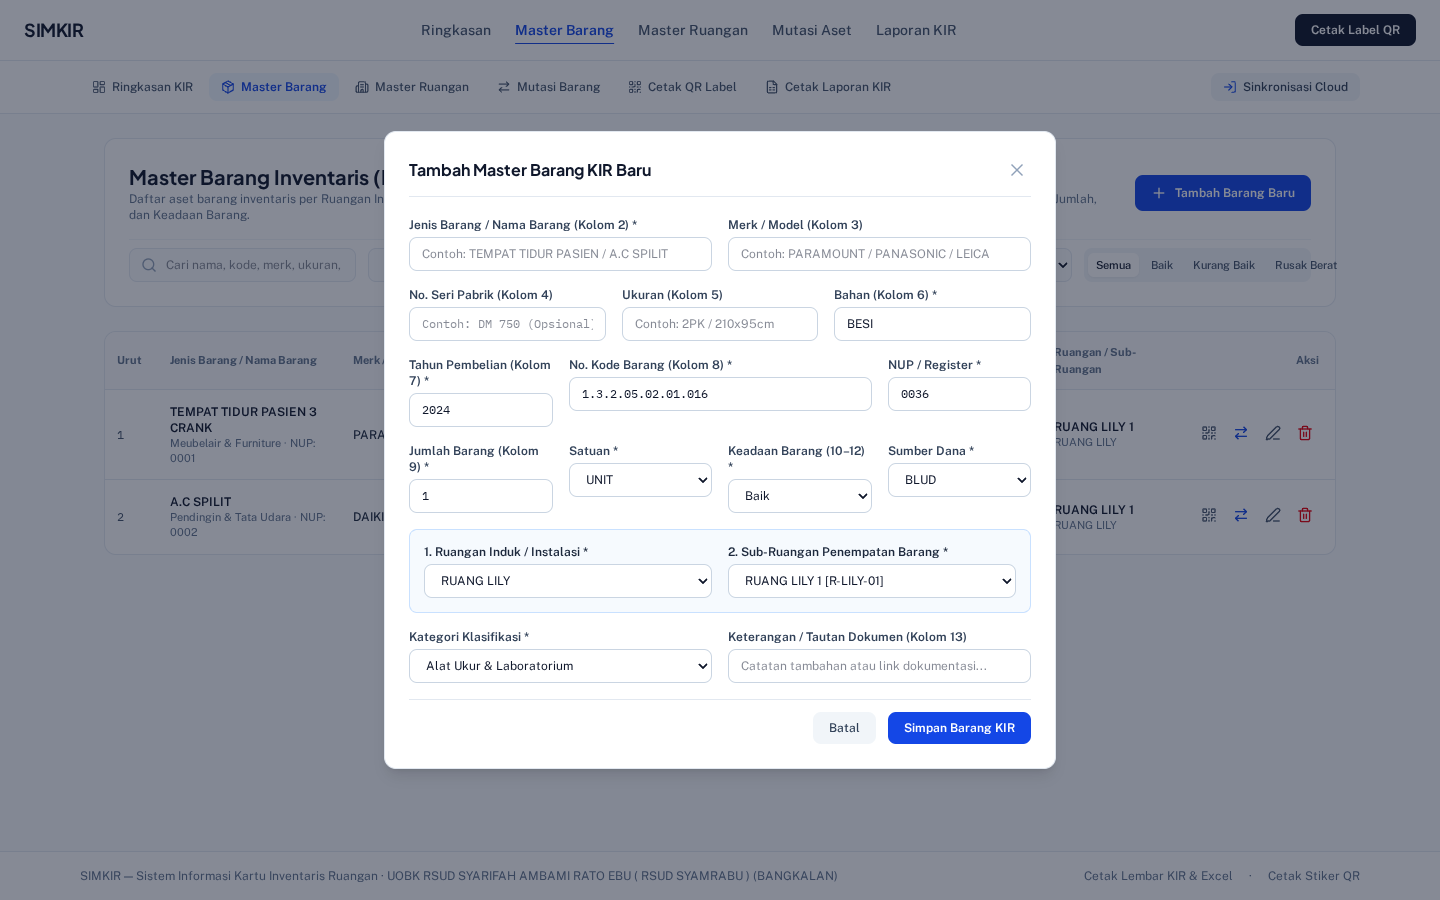 SIMKIR
Ringkasan
Master Barang
Master Ruangan
Mutasi Aset
Laporan KIR
Cetak Label QR
Ringkasan KIR
Master Barang
Master Ruangan
Mutasi Barang
Cetak QR Label
Cetak Laporan KIR
Sinkronisasi Cloud
Master Barang Inventaris (
Daftar aset barang inventaris per Ruangan In
dan Keadaan Barang.
Jumlah,
Tambah Barang Baru
Cari nama, kode, merk, ukuran,
Semua
Baik
Kurang Baik
Rusak Berat
Urut
Jenis Barang / Nama Barang
Merk
Ruangan / Sub-
Ruangan
Aksi
1
TEMPAT TIDUR PASIEN 3
CRANK
Meubelair & Furniture · NUP:
0001
PARA
RUANG LILY 1
RUANG LILY
2
A.C SPILIT
Pendingin & Tata Udara · NUP:
0002
DAIKI
RUANG LILY 1
RUANG LILY
Tambah Master Barang KIR Baru
Jenis Barang / Nama Barang (Kolom 2) *
Contoh: TEMPAT TIDUR PASIEN / A.C SPILIT
Merk / Model (Kolom 3)
Contoh: PARAMOUNT / PANASONIC / LEICA
No. Seri Pabrik (Kolom 4)
Contoh: DM 750 (Opsional)
Ukuran (Kolom 5)
Contoh: 2PK / 210x95cm
Bahan (Kolom 6) *
BESI
Tahun Pembelian (Kolom
7) *
2024
No. Kode Barang (Kolom 8) *
1.3.2.05.02.01.016
NUP / Register *
0036
Jumlah Barang (Kolom
9) *
1
Satuan *
UNIT
Keadaan Barang (10–12)
*
Baik
Sumber Dana *
BLUD
1. Ruangan Induk / Instalasi *
RUANG LILY
2. Sub-Ruangan Penempatan Barang *
RUANG LILY 1 [R-LILY-01]
Kategori Klasifikasi *
Alat Ukur & Laboratorium
Keterangan / Tautan Dokumen (Kolom 13)
Catatan tambahan atau link dokumentasi...
Batal
Simpan Barang KIR
SIMKIR — Sistem Informasi Kartu Inventaris Ruangan · UOBK RSUD SYARIFAH AMBAMI RATO EBU ( RSUD SYAMRABU ) (BANGKALAN)
Cetak Lembar KIR & Excel
·
Cetak Stiker QR